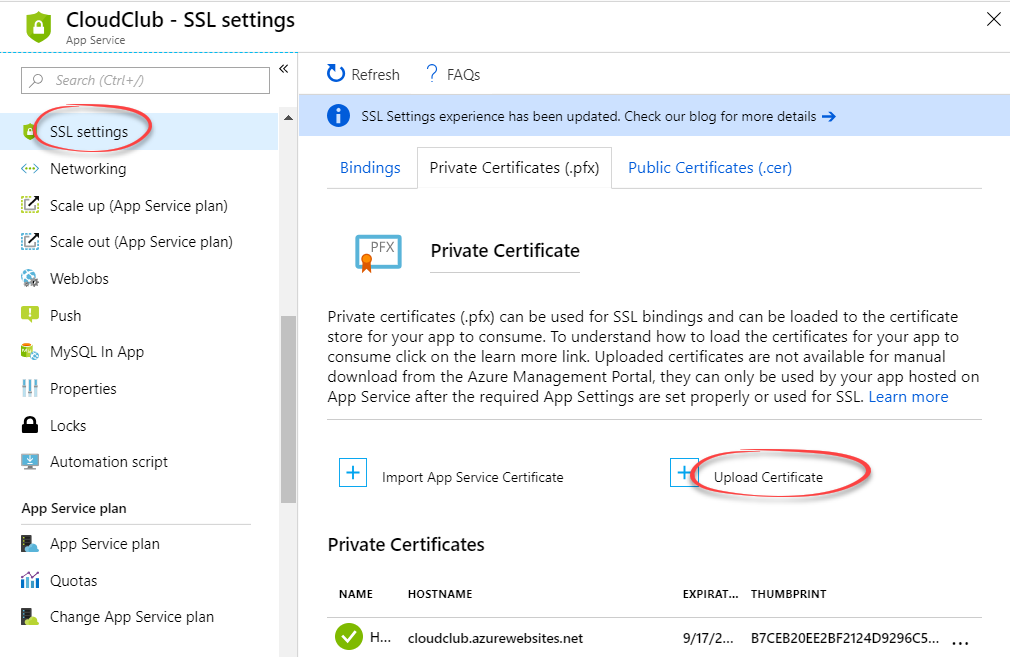 CloudClub - SSL settings
App Service
Search (Ctrl+/)
«
SSL settings
Networking
Scale up (App Service plan)
Scale out (App Service plan)
WebJobs
Push
MySQL In App
Properties
Locks
Automation script
App Service plan
App Service plan
Quotas
Change App Service plan
Refresh
? FAQs
SSL Settings experience has been updated. Check our blog for more details →
Bindings
Private Certificates (.pfx)
Public Certificates (.cer)
PFX
Private Certificate
Private certificates (.pfx) can be used for SSL bindings and can be loaded to the certificate
store for your app to consume. To understand how to load the certificates for your app to
consume click on the learn more link. Uploaded certificates are not available for manual
download from the Azure Management Portal, they can only be used by your app hosted on
App Service after the required App Settings are set properly or used for SSL. Learn more
Import App Service Certificate
Upload Certificate
Private Certificates
NAME HOSTNAME EXPIRAT... THUMBPRINT
H... cloudclub.azurewebsites.net 9/17/2... B7CEB20EE2BF2124D9296C5... ...